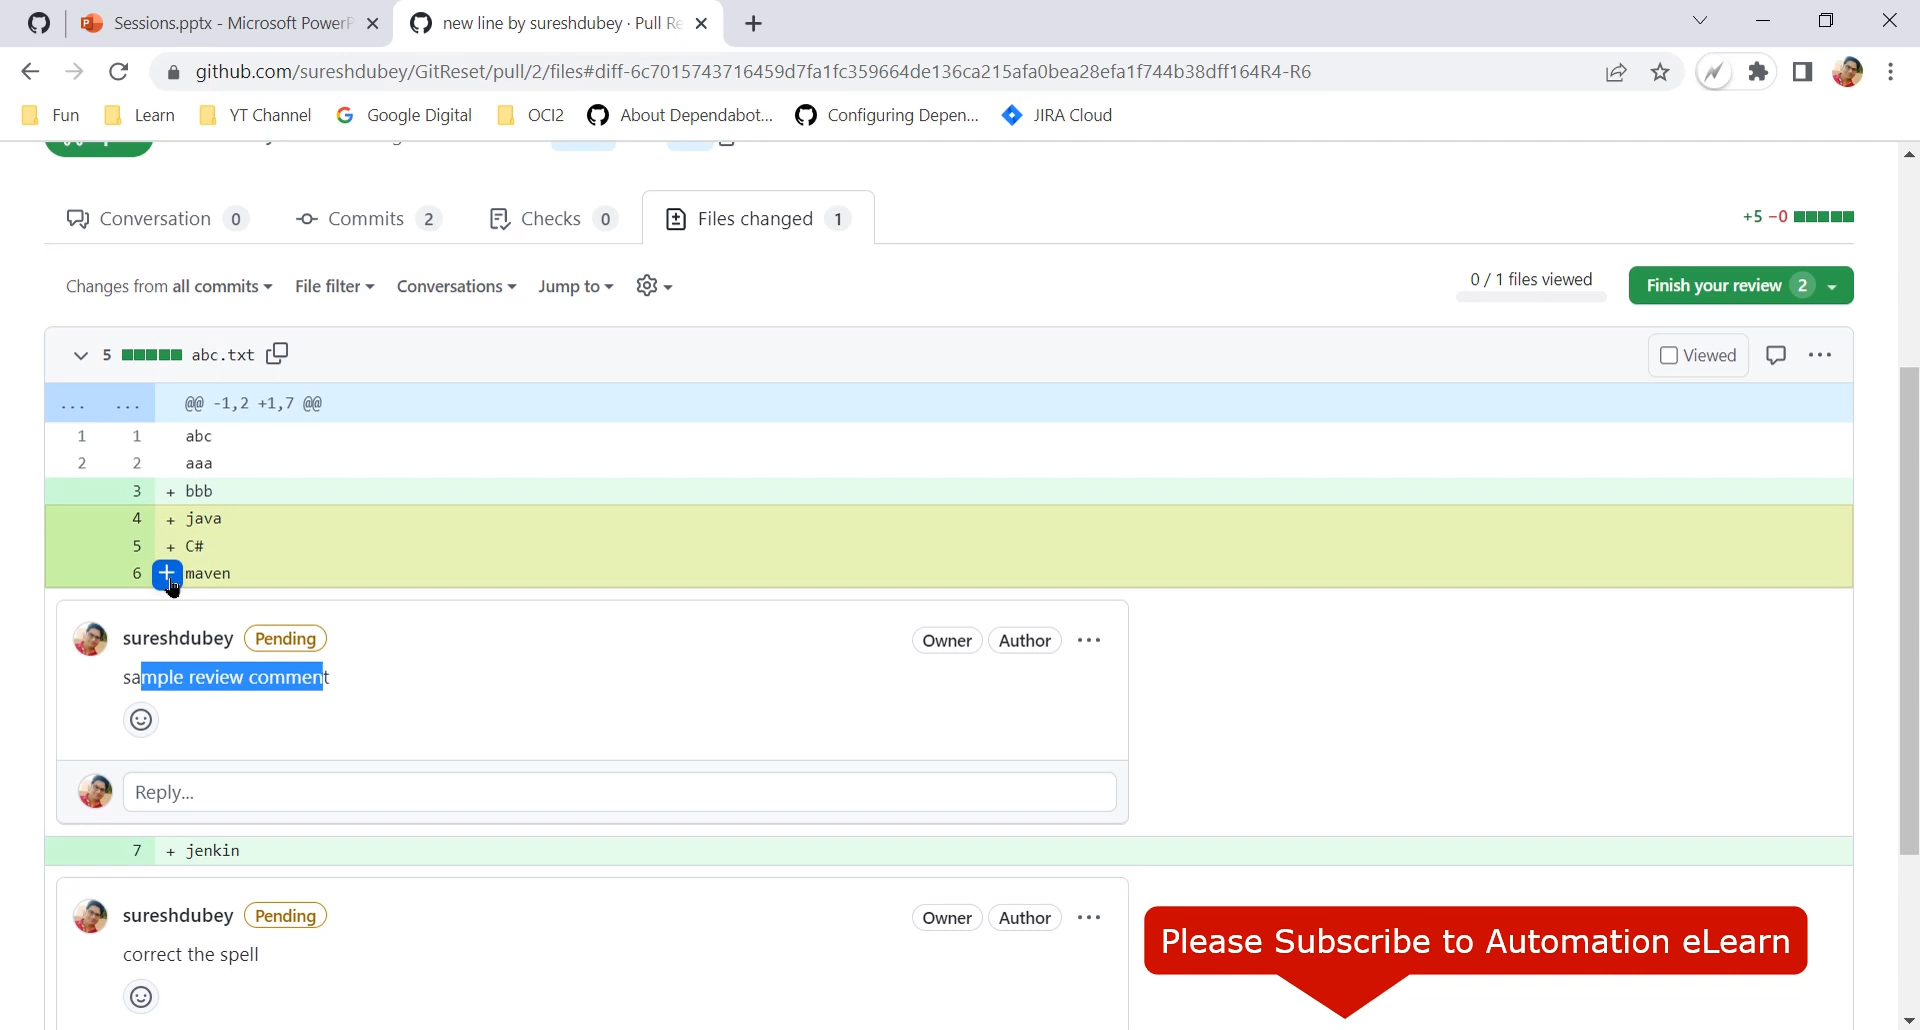 Sessions.pptx - Microsoft PowerP
new line by sureshdubey · Pull Re
github.com/sureshdubey/GitReset/pull/2/files#diff-6c7015743716459d7fa1fc359664de136ca215afa0bea28efa1f744b38dff164R4-R6
Fun
Learn
YT Channel
Google Digital
OCI2
About Dependabot...
Configuring Depen...
JIRA Cloud
Conversation 0
Commits 2
Checks 0
Files changed 1
+5 −0
Changes from all commits
File filter
Conversations
Jump to
0 / 1 files viewed
Finish your review 2
5 abc.txt
Viewed
... ... @@ -1,2 +1,7 @@
1 1 abc
2 2 aaa
3 + bbb
4 + java
5 + C#
6 + maven
sureshdubey Pending
Owner Author
sample review comment
Reply...
7 + jenkin
sureshdubey Pending
Owner Author
correct the spell
Please Subscribe to Automation eLearn